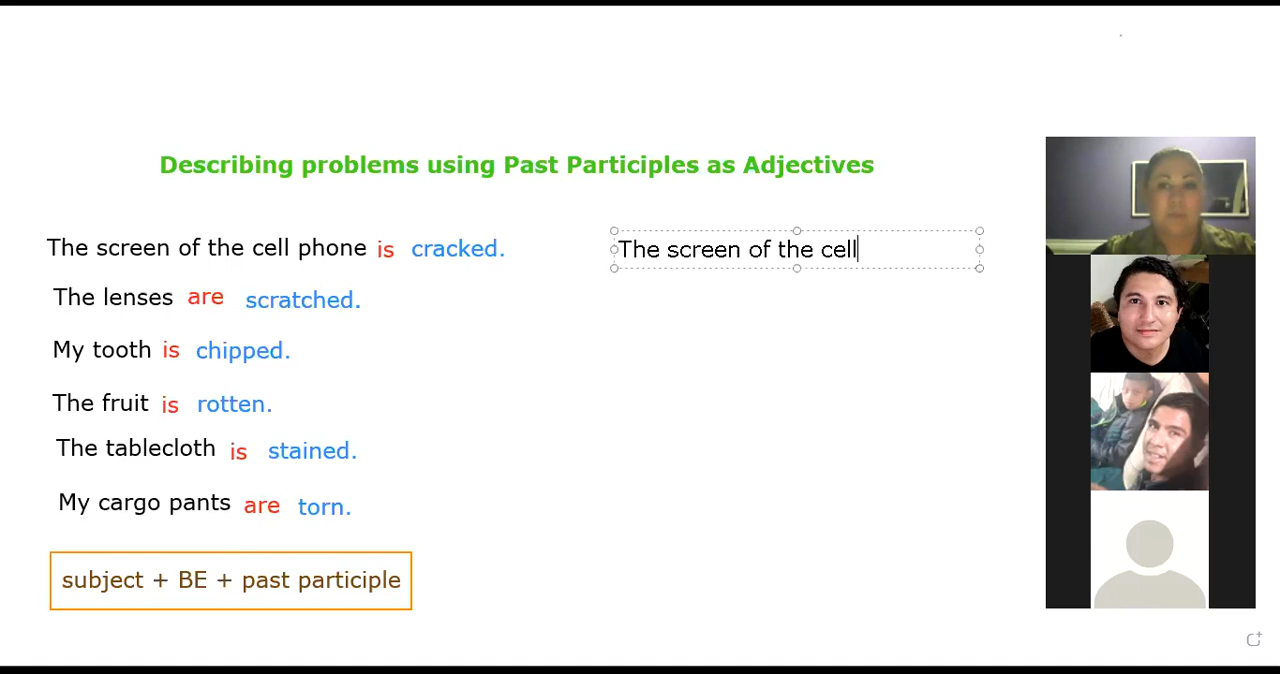 Describing problems using Past Participles as Adjectives
The screen of the cell phone is cracked.
The lenses are scratched.
My tooth is chipped.
The fruit is rotten.
The tablecloth is stained.
My cargo pants are torn.
subject + BE + past participle
The screen of the cell